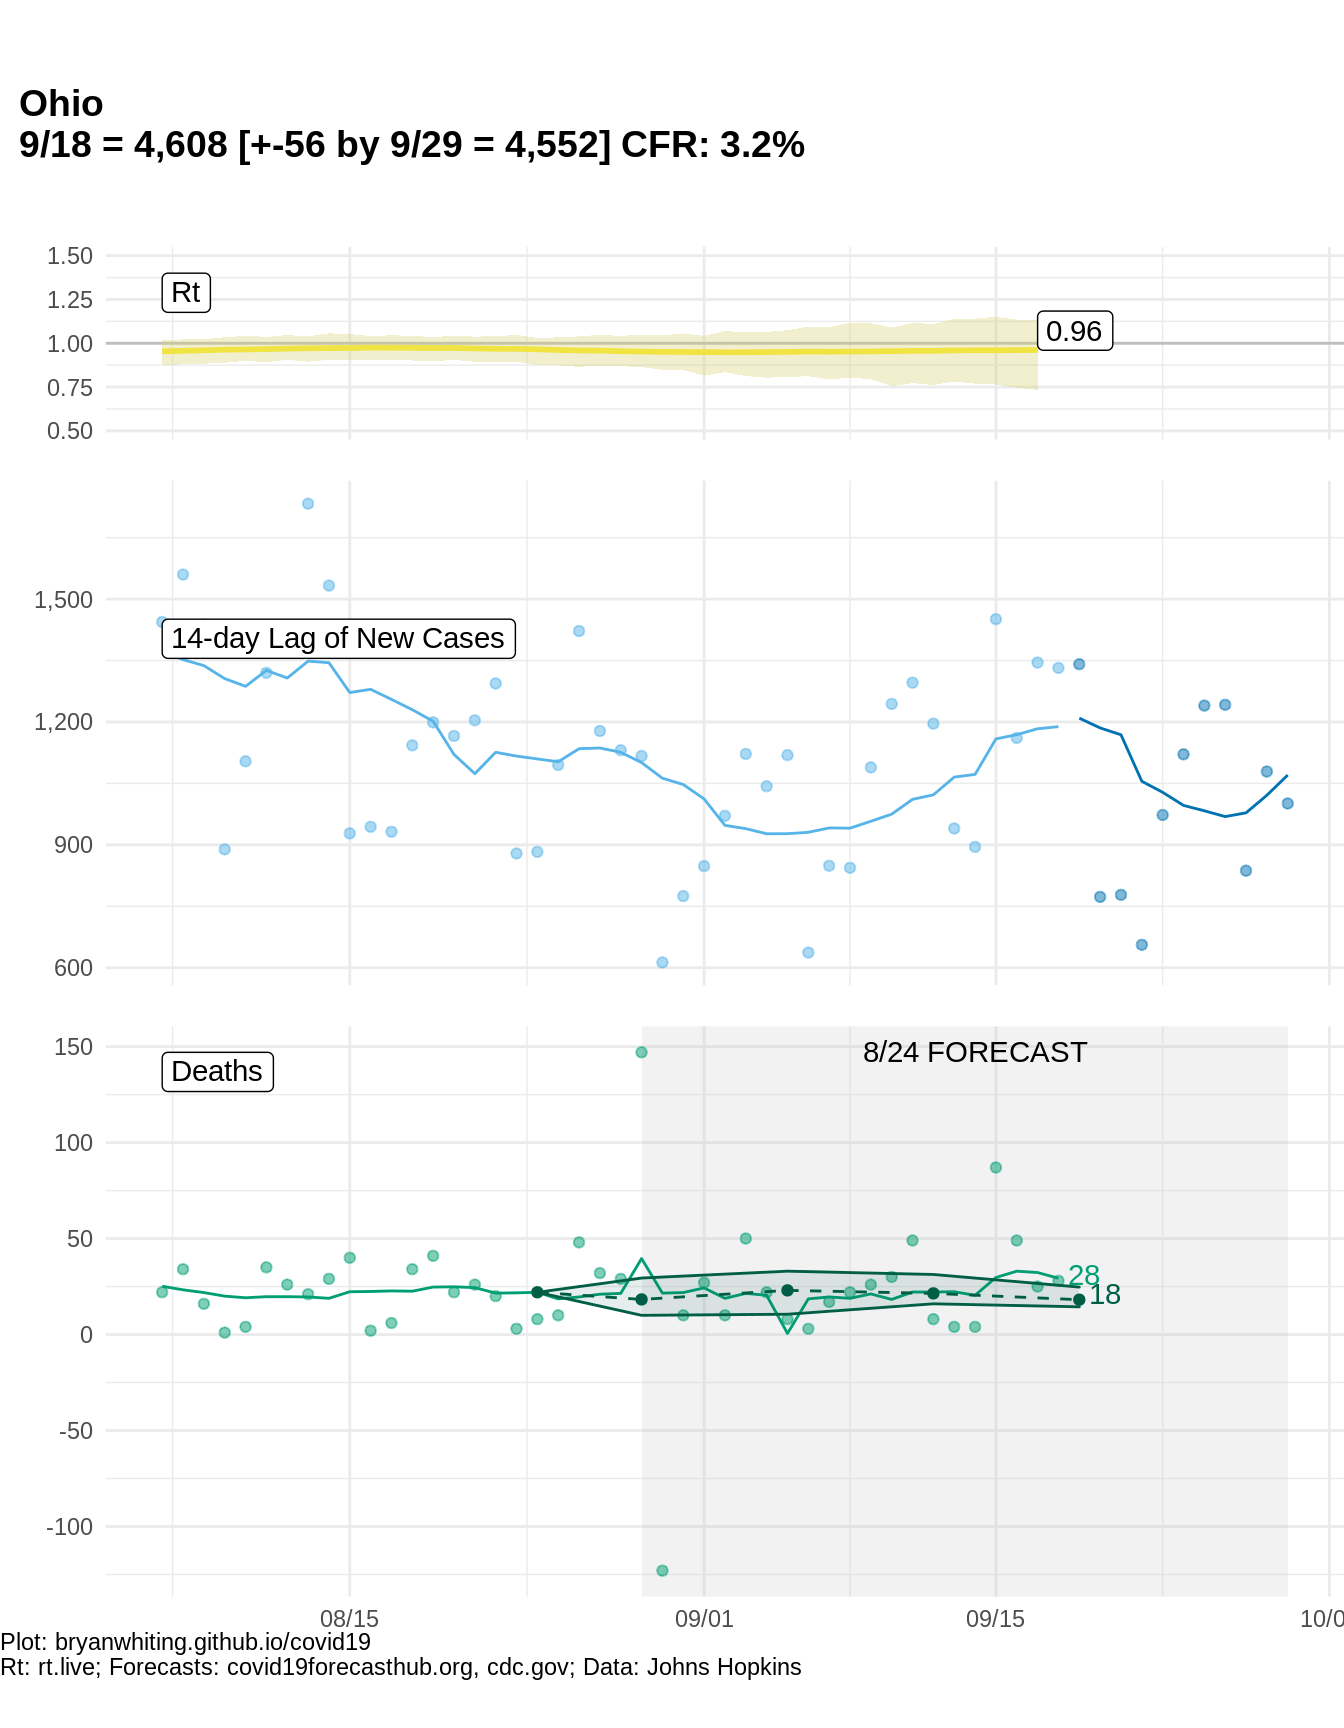 Ohio
9/18 = 4,608 [+-56 by 9/29 = 4,552] CFR: 3.2%
1.50
Rt
1.25
0.96
1.00
0.75
0.50
1,500
14-day Lag of New Cases
1,200
900
600
150
8/24 FORECAST
Deaths
100
50
28
18
0
-50
-100
08/15
09/01
09/15
10/0
Plot: bryanwhiting.github.io/covid19
Rt: rt.live; Forecasts: covid19forecasthub.org, cdc.gov; Data: Johns Hopkins